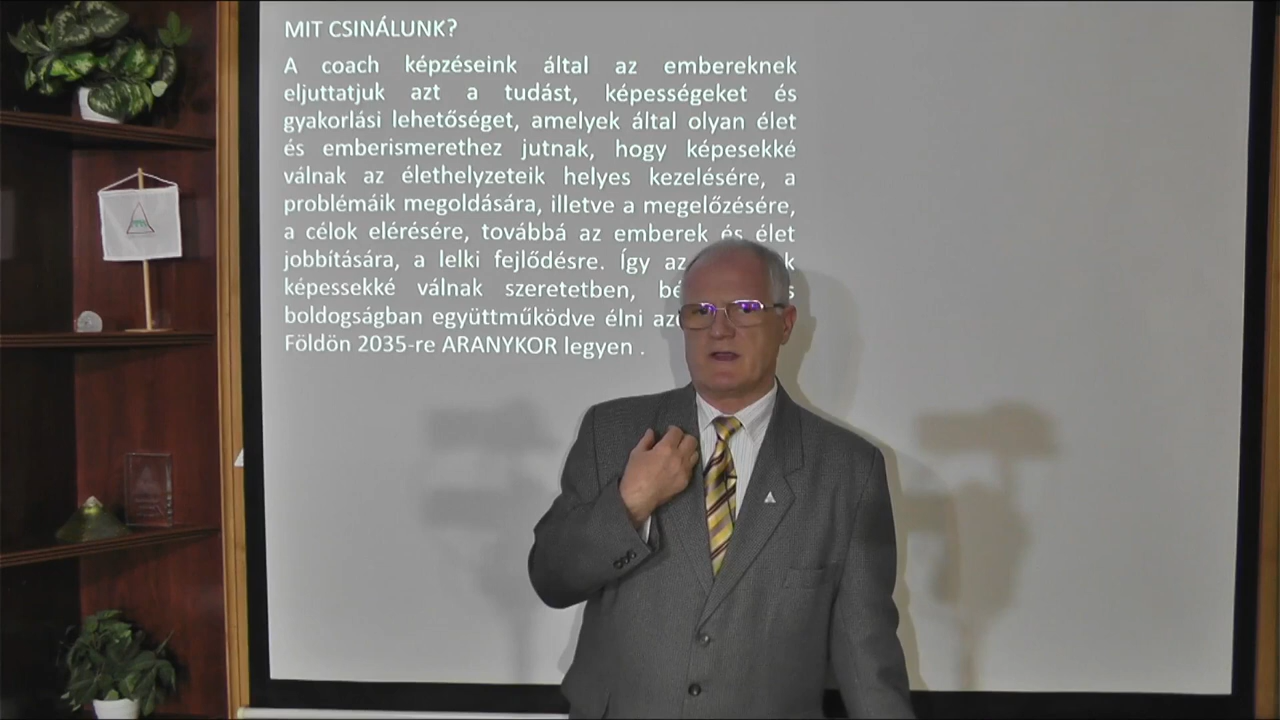 MIT CSINÁLUNK?
A coach képzéseink által az embereknek
eljuttatjuk azt a tudást, képességeket és
gyakorlási lehetőséget, amelyek által olyan élet
és emberismerethez jutnak, hogy képesekké
válnak az élethelyzeteik helyes kezelésére, a
problémáik megoldására, illetve a megelőzésére,
a célok elérésére, továbbá az emberek és élet
jobbítására, a lelki fejlődésre. Így az
képessekké válnak szeretetben,
boldogságban együttműködve élni
Földön 2035-re ARANYKOR legyen .